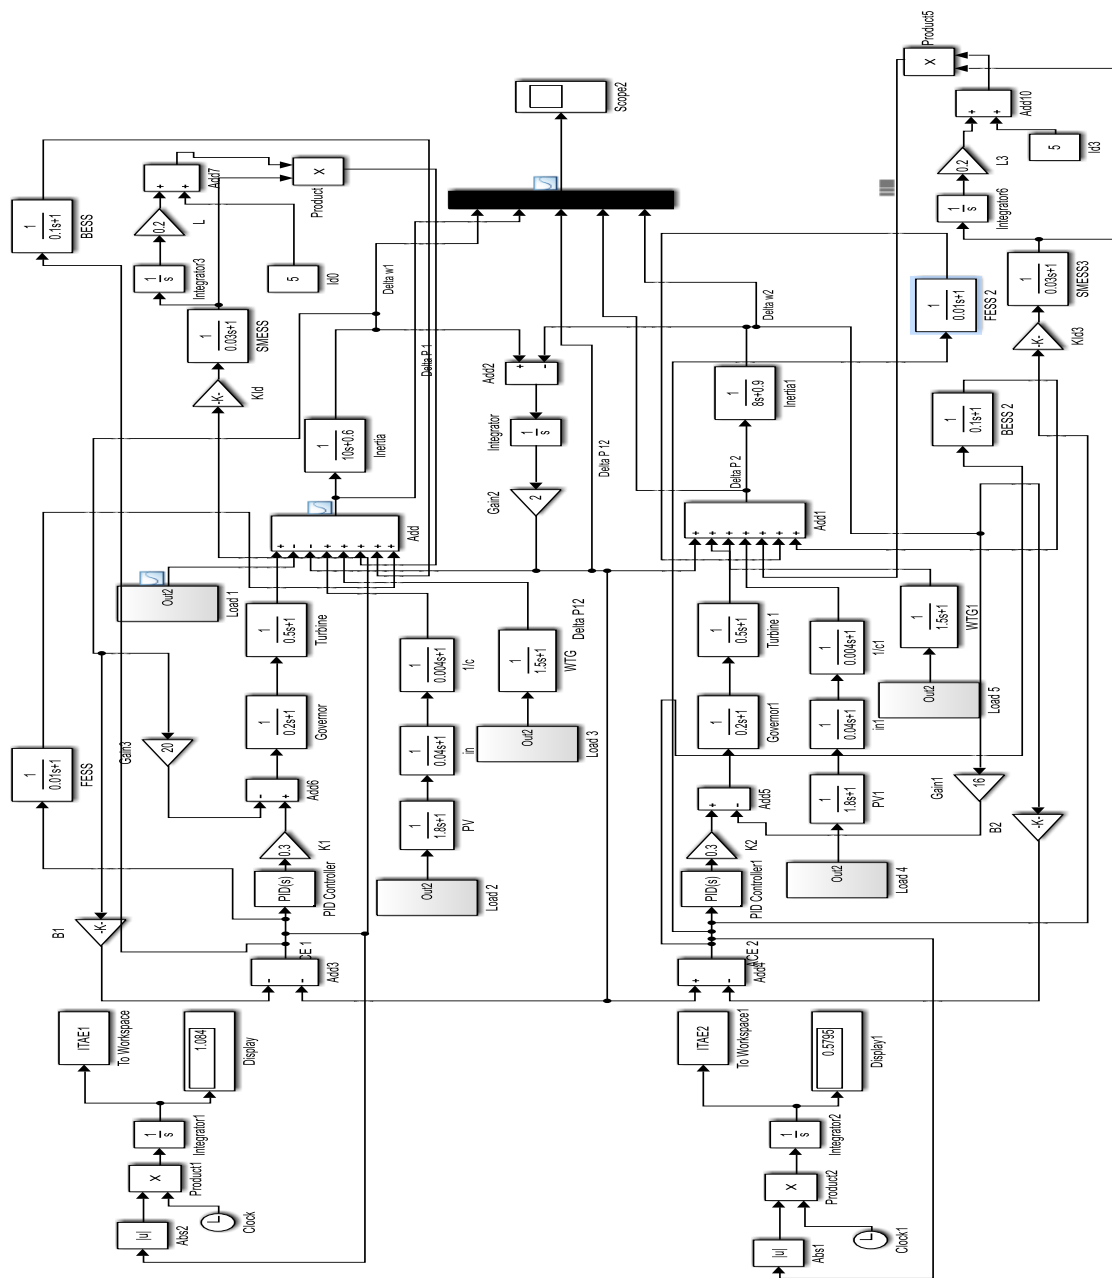 B1
-K-
1
0.01s+1
FESS
1
0.1s+1
BESS
ITAE1
To Workspace
|u|
Abs2
X
Product1
1
s
Integrator1
Clock
1.084
Display
Gain3
20
Out2
Load 1
1
s
Integrator3
0.2
L
Add7
-K-
Kld
1
0.03s+1
SMESS
5
Id0
X
Product
Add3
CE 1
PID(s)
PID Controller
0.3
K1
Add6
1
0.2s+1
Governor
1
0.5s+1
Turbine
Add
1
10s+0.6
Inertia
Delta w1
Delta P.1
Out2
Load 2
1
1.8s+1
PV
1
0.04s+1
in
1
0.004s+1
1/c
Out2
Load 3
1
1.5s+1
WTG
Delta P12
Gain2
2
1
s
Integrator
Add2
Scope2
Delta P 12
ITAE2
To Workspace1
|u|
Abs1
X
Product2
1
s
Integrator2
Clock1
0.5795
Display1
Add4
ACE 2
PID(s)
PID Controller1
0.3
K2
Add5
1
0.2s+1
Governor1
1
0.5s+1
Turbine 1
Add1
Delta P 2
1
8s+0.9
Inertia1
Delta w2
Out2
Load 4
1
1.8s+1
PV1
1
0.04s+1
in1
1
0.004s+1
1/c1
Out2
Load 5
1
1.5s+1
WTG1
Gain1
16
B2
-K-
1
0.1s+1
BESS 2
1
0.01s+1
FESS 2
-K-
Kld3
1
0.03s+1
SMESS3
1
s
Integrator6
0.2
L3
5
Id3
Add10
X
Product5